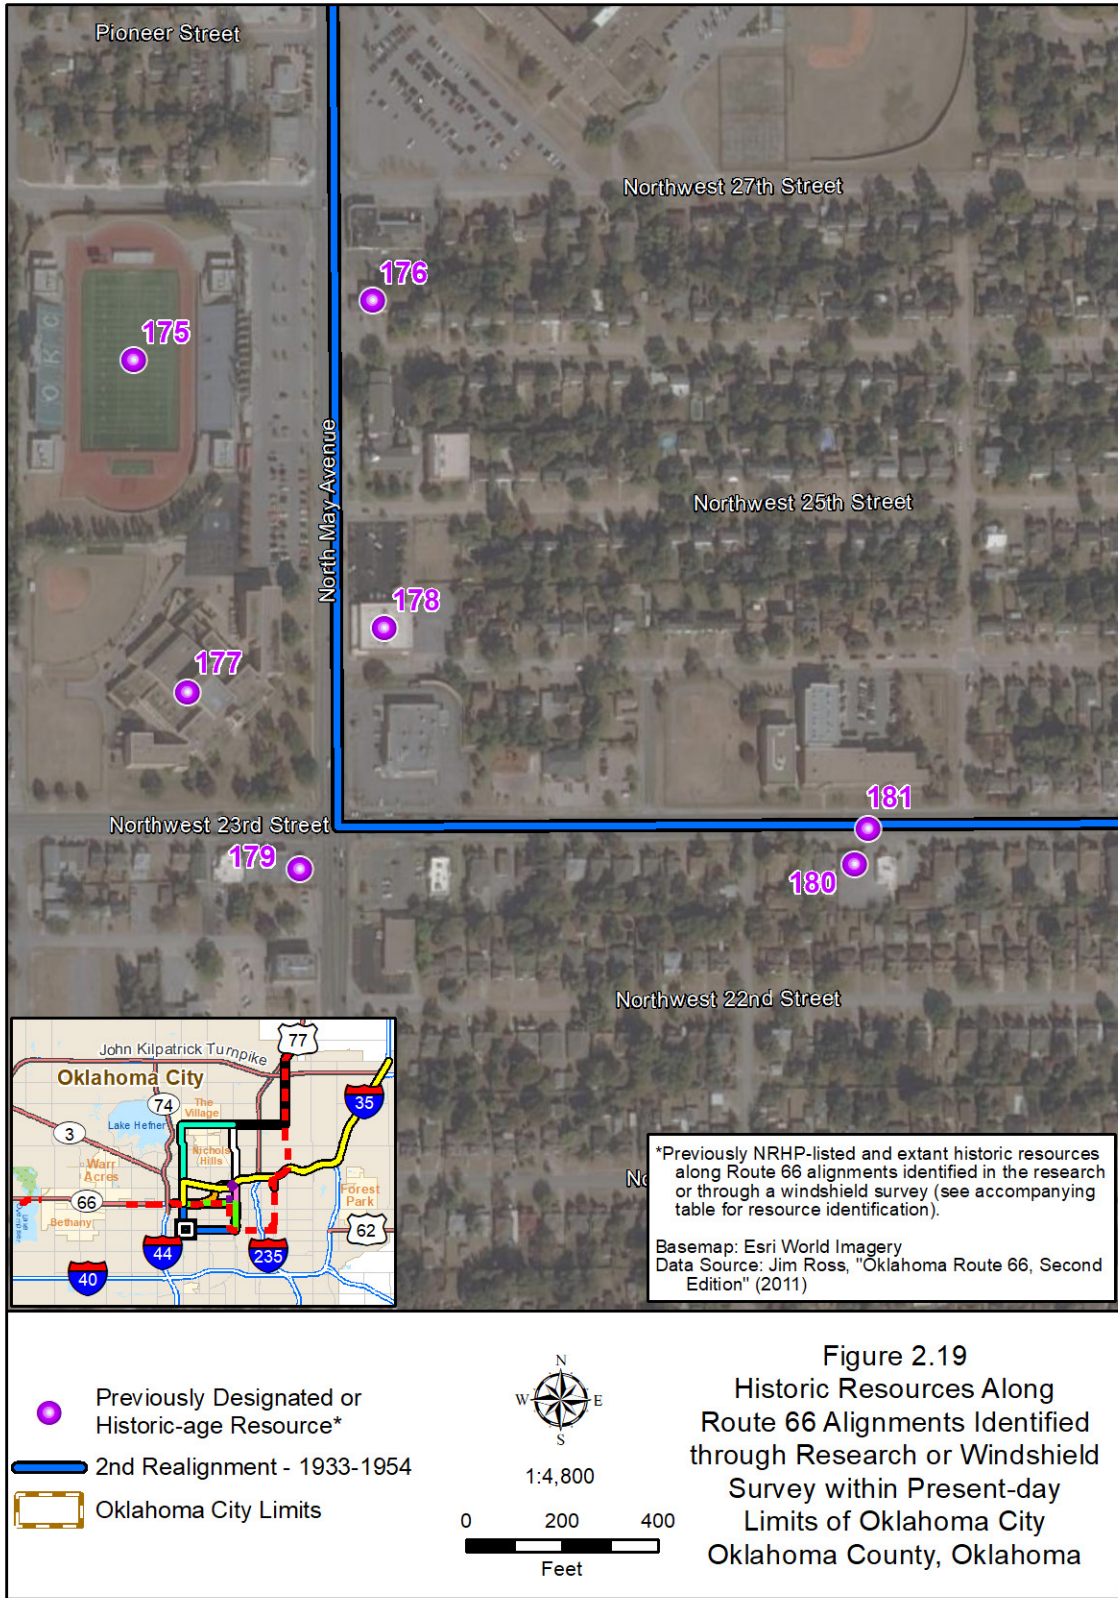 Pioneer Street
Northwest 27th Street
176
175
North May Avenue
Northwest 25th Street
178
177
181
Northwest 23rd Street
179
180
Northwest 22nd Street
No
77
John Kilpatrick Turnpike
Oklahoma City
35
74
The
Village
Lake Hefner
3
Nichols
Hills
Warr
Acres
66
Forest
Park
Bethany
62
44
235
40
*Previously NRHP-listed and extant historic resources
along Route 66 alignments identified in the research
or through a windshield survey (see accompanying
table for resource identification).
Basemap: Esri World Imagery
Data Source: Jim Ross, "Oklahoma Route 66, Second
Edition" (2011)
Previously Designated or
Historic-age Resource*
2nd Realignment - 1933-1954
Oklahoma City Limits
N
W E
S
1:4,800
0 200 400
Feet
Figure 2.19
Historic Resources Along
Route 66 Alignments Identified
through Research or Windshield
Survey within Present-day
Limits of Oklahoma City
Oklahoma County, Oklahoma